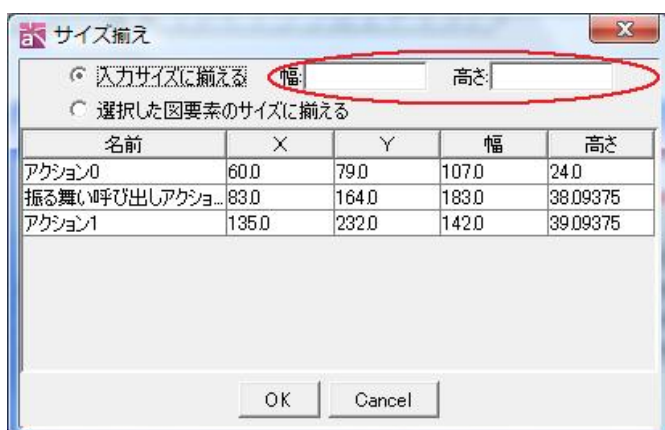 サイズ揃え
入力サイズに揃える 幅: 高さ:
選択した図要素のサイズに揃える
名前 X Y 幅 高さ
アクション0 60.0 79.0 107.0 24.0
振る舞い呼び出しアクショ... 83.0 164.0 183.0 38.09375
アクション1 135.0 232.0 142.0 39.09375
OK Cancel